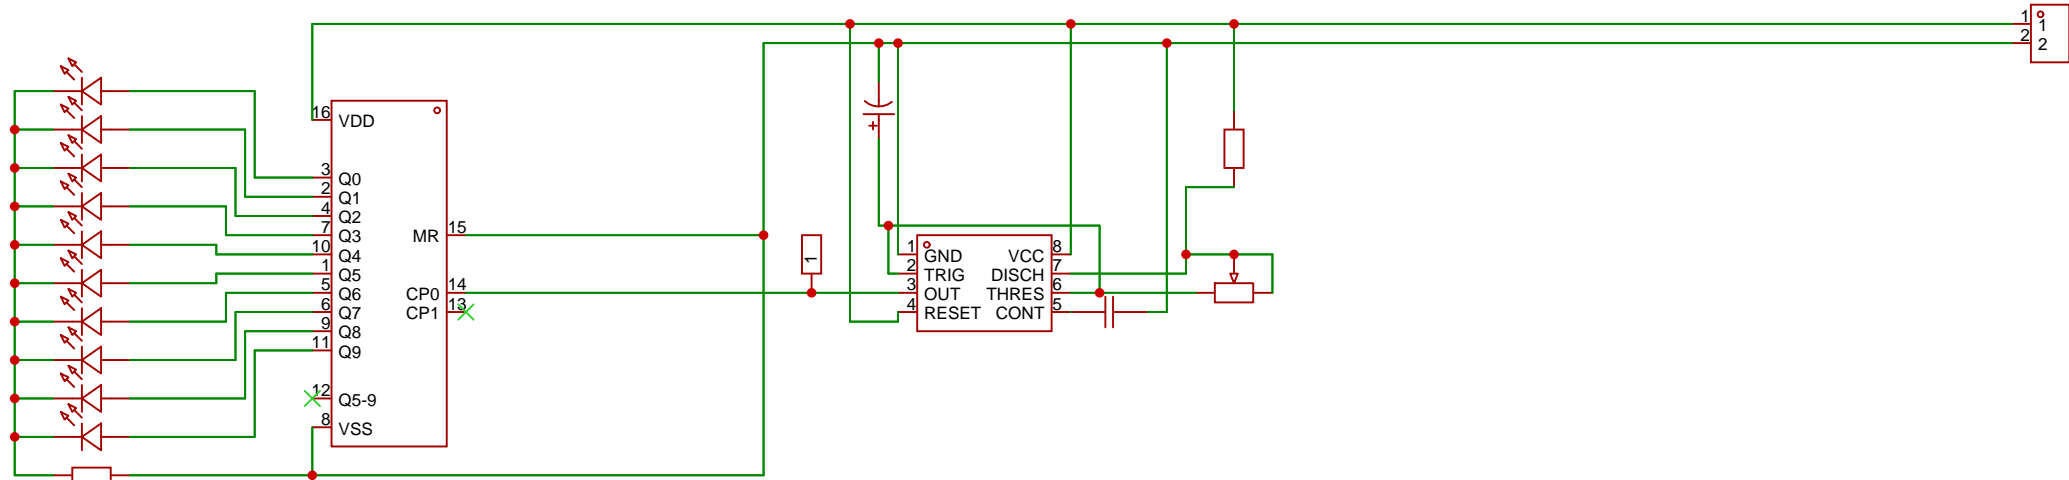 1
1
2
2
16
VDD
3
Q0
2
Q1
4
Q2
7
Q3
10
Q4
1
Q5
5
Q6
6
Q7
9
Q8
11
Q9
12
Q5-9
8
VSS
MR
15
CP0
14
CP1
13
1
+
1
GND
2
TRIG
3
OUT
4
RESET
VCC
8
DISCH
7
THRES
6
CONT
5